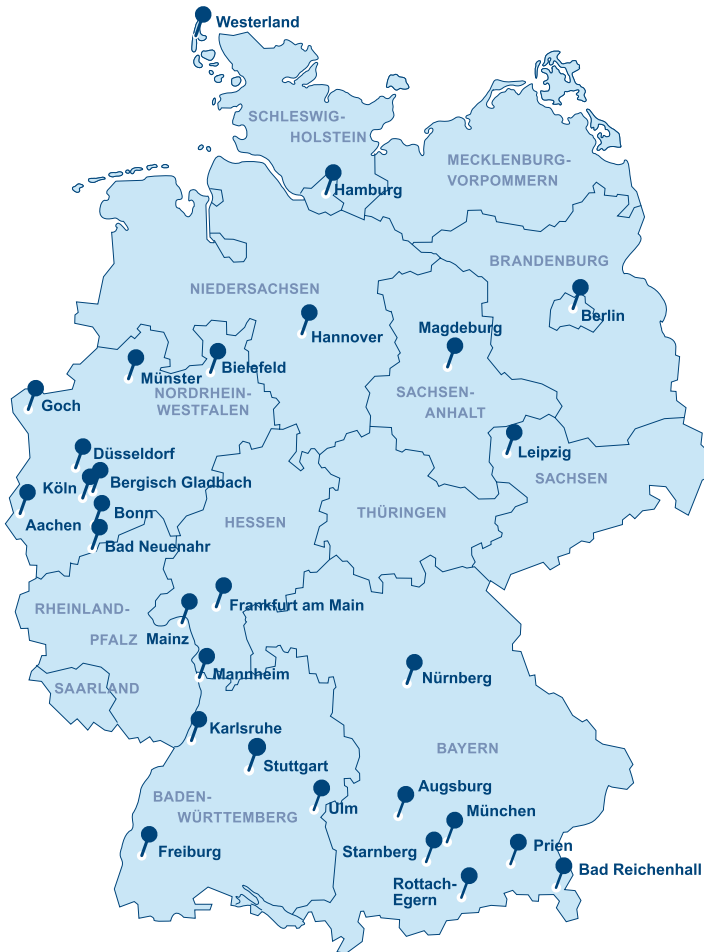 Westerland
SCHLESWIG-
HOLSTEIN
MECKLENBURG-
VORPOMMERN
Hamburg
BRANDENBURG
NIEDERSACHSEN
Berlin
Hannover
Magdeburg
Bielefeld
Münster
NORDRHEIN-
WESTFALEN
SACHSEN-
ANHALT
Goch
Düsseldorf
Leipzig
SACHSEN
Köln
Bergisch Gladbach
Aachen
Bonn
HESSEN
THÜRINGEN
Bad Neuenahr
RHEINLAND-
PFALZ
Frankfurt am Main
Mainz
Mannheim
Nürnberg
SAARLAND
Karlsruhe
BAYERN
Stuttgart
Augsburg
BADEN-
WÜRTTEMBERG
Ulm
München
Freiburg
Starnberg
Prien
Bad Reichenhall
Rottach-
Egern